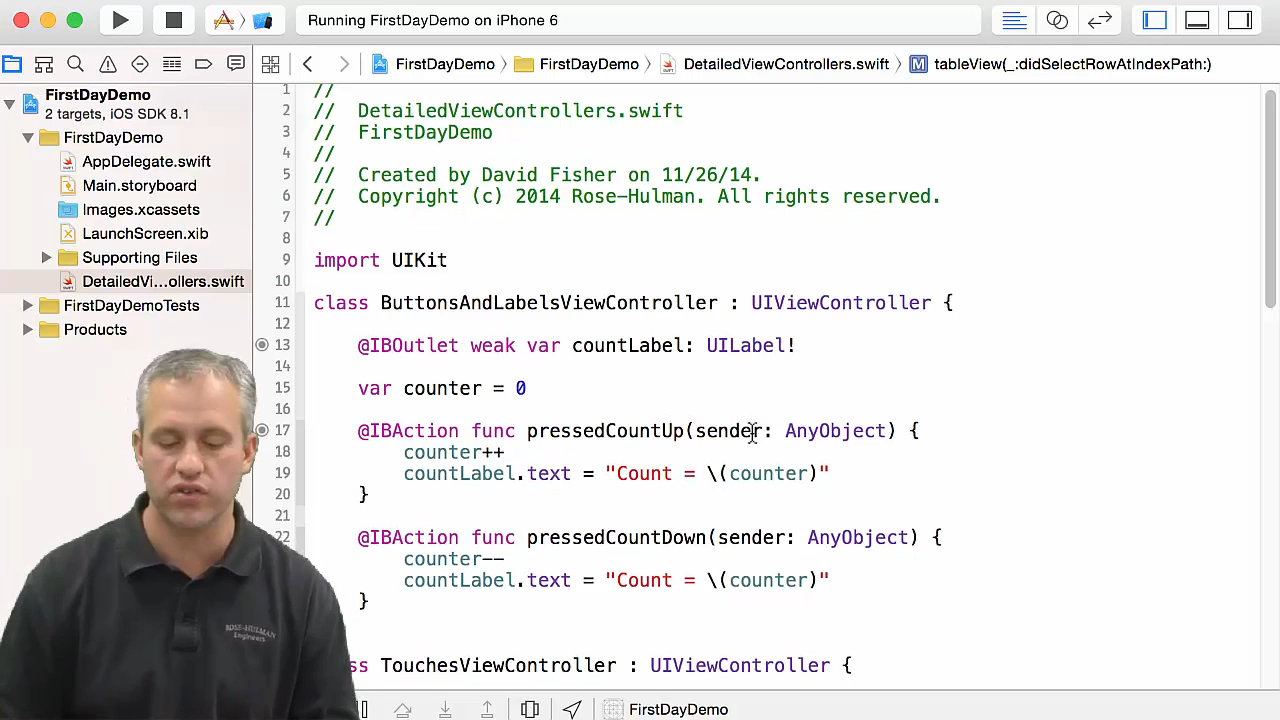 Running FirstDayDemo on iPhone 6
FirstDayDemo
FirstDayDemo
DetailedViewControllers.swift
tableView(_:didSelectRowAtIndexPath:)
FirstDayDemo
2 targets, iOS SDK 8.1
FirstDayDemo
AppDelegate.swift
Main.storyboard
Images.xcassets
LaunchScreen.xib
Supporting Files
DetailedVi...ollers.swift
FirstDayDemoTests
Products
1 //
2 // DetailedViewControllers.swift
3 // FirstDayDemo
4 //
5 // Created by David Fisher on 11/26/14.
6 // Copyright (c) 2014 Rose-Hulman. All rights reserved.
7 //
8
9 import UIKit
10
11 class ButtonsAndLabelsViewController : UIViewController {
12
13 @IBOutlet weak var countLabel: UILabel!
14
15 var counter = 0
16
17 @IBAction func pressedCountUp(sender: AnyObject) {
18 counter++
19 countLabel.text = "Count = \(counter)"
20 }
21
22 @IBAction func pressedCountDown(sender: AnyObject) {
counter--
countLabel.text = "Count = \(counter)"
}
TouchesViewController : UIViewController {
ROSE-HULMAN
Engineers
FirstDayDemo